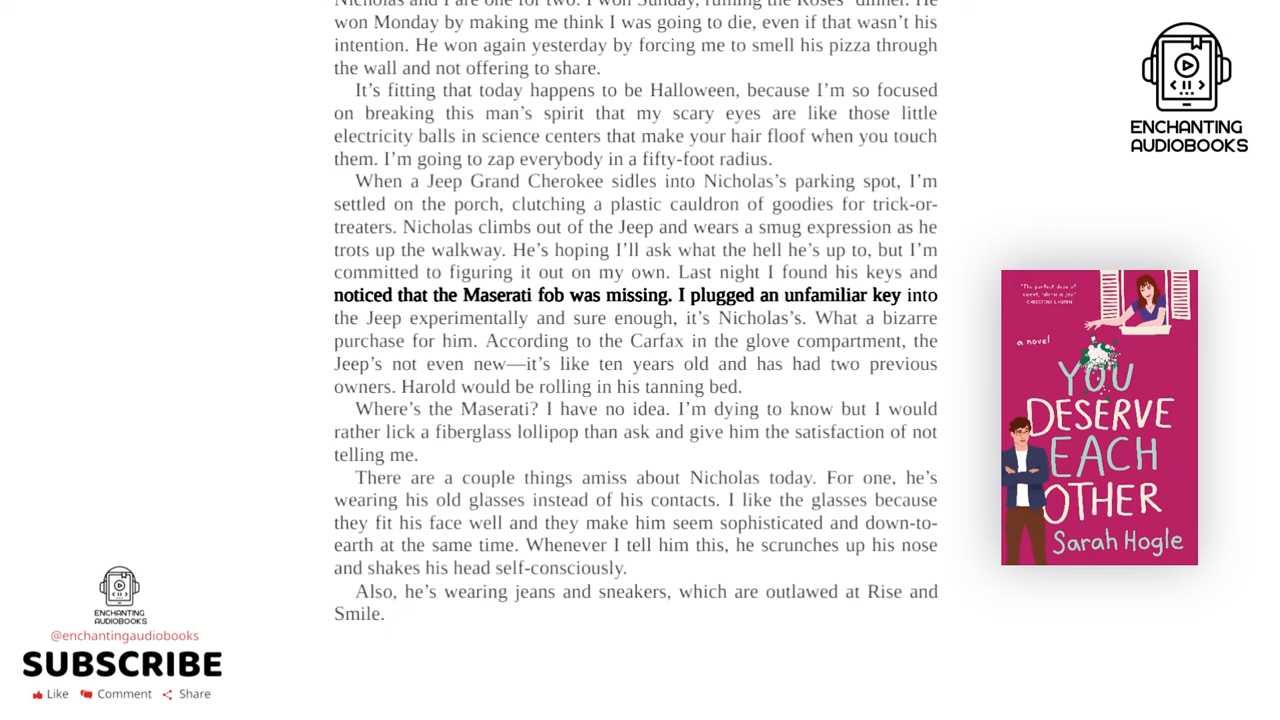 Nicholas and I are one for two. I won Sunday, ruining the Roses' dinner. He
won Monday by making me think I was going to die, even if that wasn't his
intention. He won again yesterday by forcing me to smell his pizza through
the wall and not offering to share.
It's fitting that today happens to be Halloween, because I'm so focused
on breaking this man's spirit that my scary eyes are like those little
electricity balls in science centers that make your hair floof when you touch
them. I'm going to zap everybody in a fifty-foot radius.
When a Jeep Grand Cherokee sidles into Nicholas's parking spot, I'm
settled on the porch, clutching a plastic cauldron of goodies for trick-or-
treaters. Nicholas climbs out of the Jeep and wears a smug expression as he
trots up the walkway. He's hoping I'll ask what the hell he's up to, but I'm
committed to figuring it out on my own. Last night I found his keys and
noticed that the Maserati fob was missing. I plugged an unfamiliar key into
the Jeep experimentally and sure enough, it's Nicholas's. What a bizarre
purchase for him. According to the Carfax in the glove compartment, the
Jeep's not even new—it's like ten years old and has had two previous
owners. Harold would be rolling in his tanning bed.
Where's the Maserati? I have no idea. I'm dying to know but I would
rather lick a fiberglass lollipop than ask and give him the satisfaction of not
telling me.
There are a couple things amiss about Nicholas today. For one, he's
wearing his old glasses instead of his contacts. I like the glasses because
they fit his face well and they make him seem sophisticated and down-to-
earth at the same time. Whenever I tell him this, he scrunches up his nose
and shakes his head self-consciously.
Also, he's wearing jeans and sneakers, which are outlawed at Rise and
Smile.
ENCHANTING
AUDIOBOOKS
a novel
YOU
DESERVE
EACH
OTHER
Sarah Hogle
ENCHANTING
AUDIOBOOKS
@enchantingaudiobooks
SUBSCRIBE
Like Comment Share